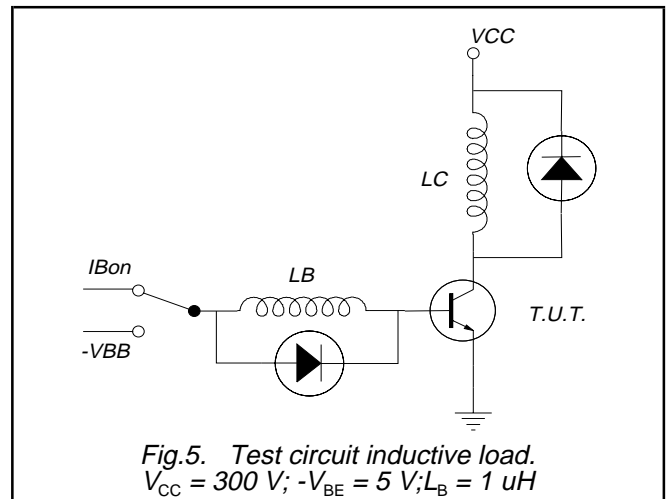 VCC
LC
IBon
LB
T.U.T.
-VBB
Fig.5. Test circuit inductive load.
VCC = 300 V; -VBE = 5 V;LB = 1 uH